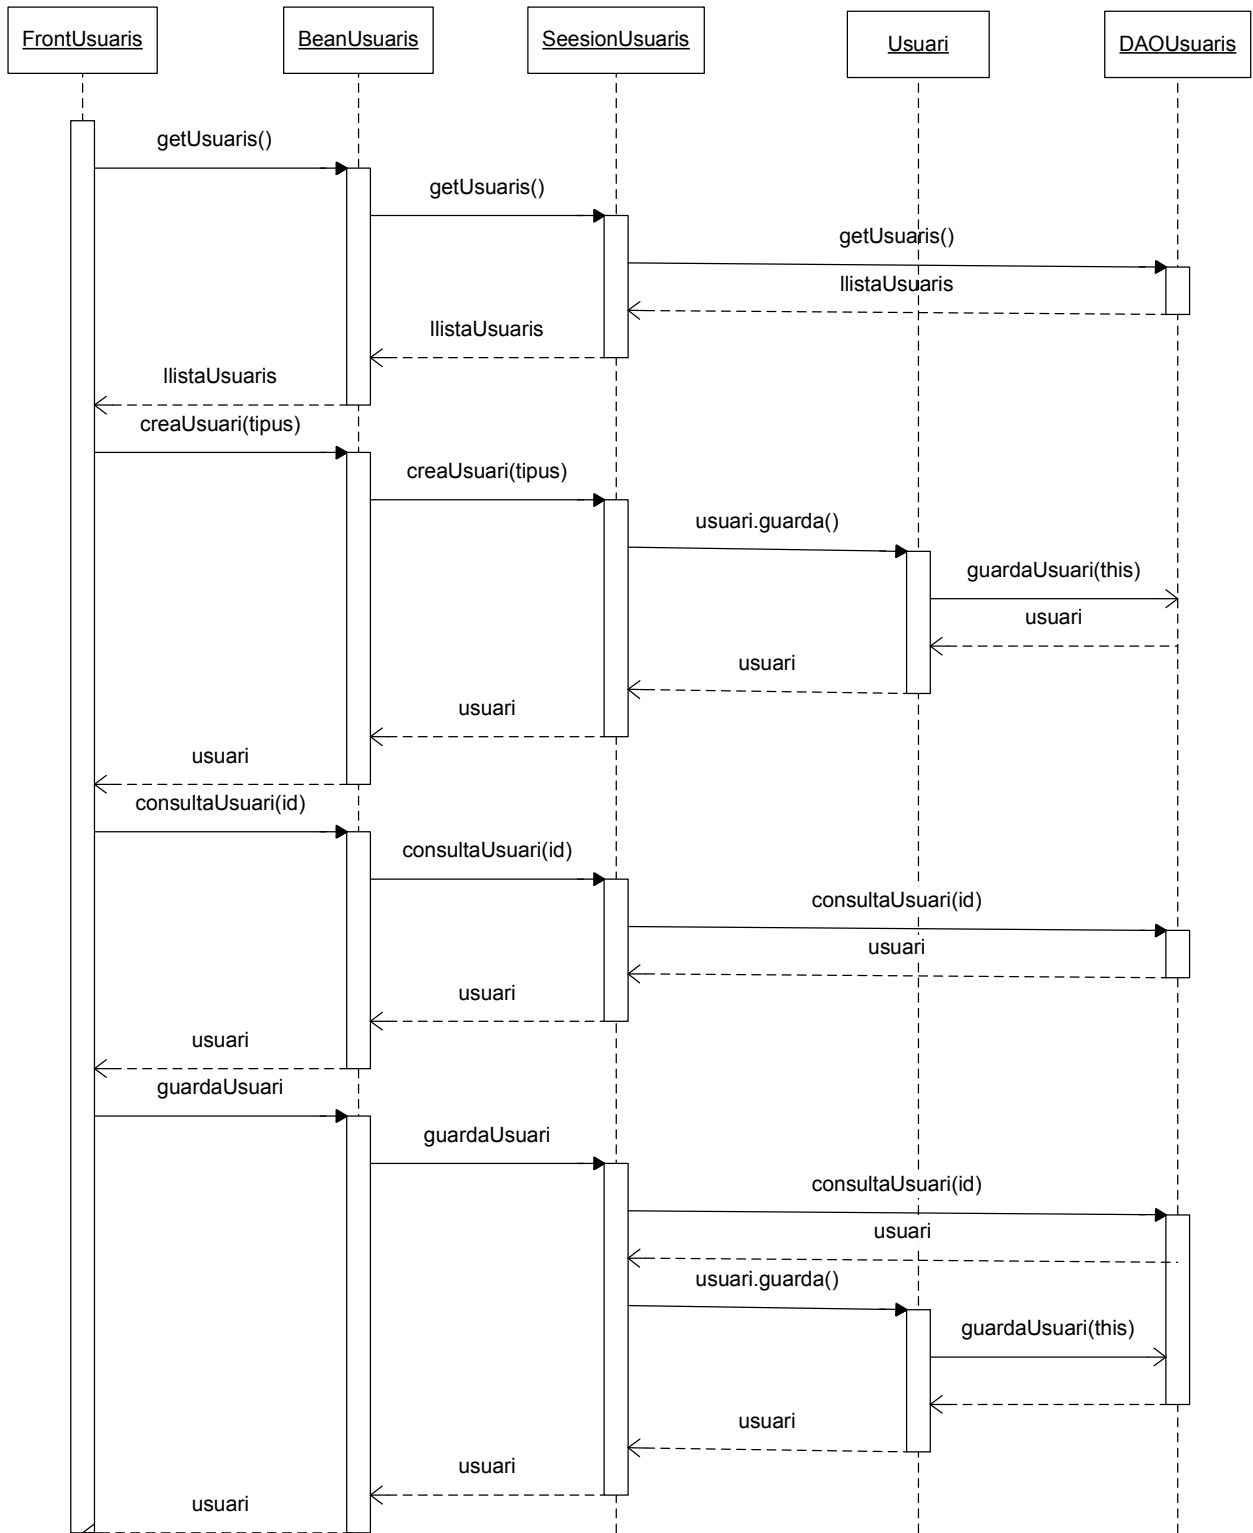 FrontUsuaris
BeanUsuaris
SeesionUsuaris
Usuari
DAOUsuaris
getUsuaris()
getUsuaris()
getUsuaris()
llistaUsuaris
llistaUsuaris
llistaUsuaris
creaUsuari(tipus)
creaUsuari(tipus)
usuari.guarda()
guardaUsuari(this)
usuari
usuari
usuari
usuari
consultaUsuari(id)
consultaUsuari(id)
consultaUsuari(id)
usuari
usuari
usuari
guardaUsuari
guardaUsuari
consultaUsuari(id)
usuari
usuari.guarda()
guardaUsuari(this)
usuari
usuari
usuari